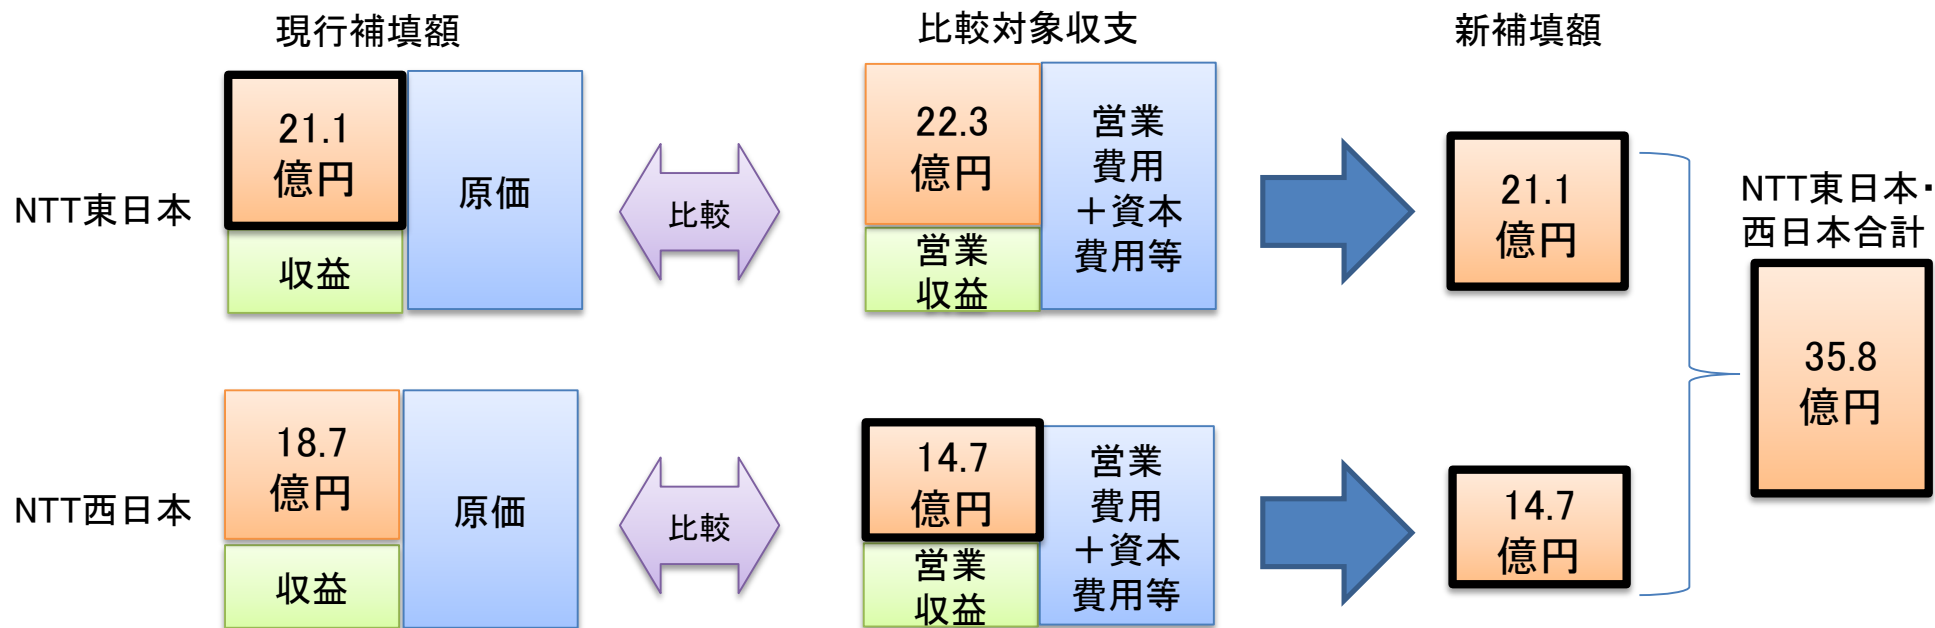 現行補填額
比較対象収支
新補填額
NTT東日本
21.1
億円
収益
原価
比較
22.3
億円
営業
収益
営業
費用
＋資本
費用等
21.1
億円
NTT東日本・
西日本合計
35.8
億円
NTT西日本
18.7
億円
収益
原価
比較
14.7
億円
営業
収益
営業
費用
＋資本
費用等
14.7
億円